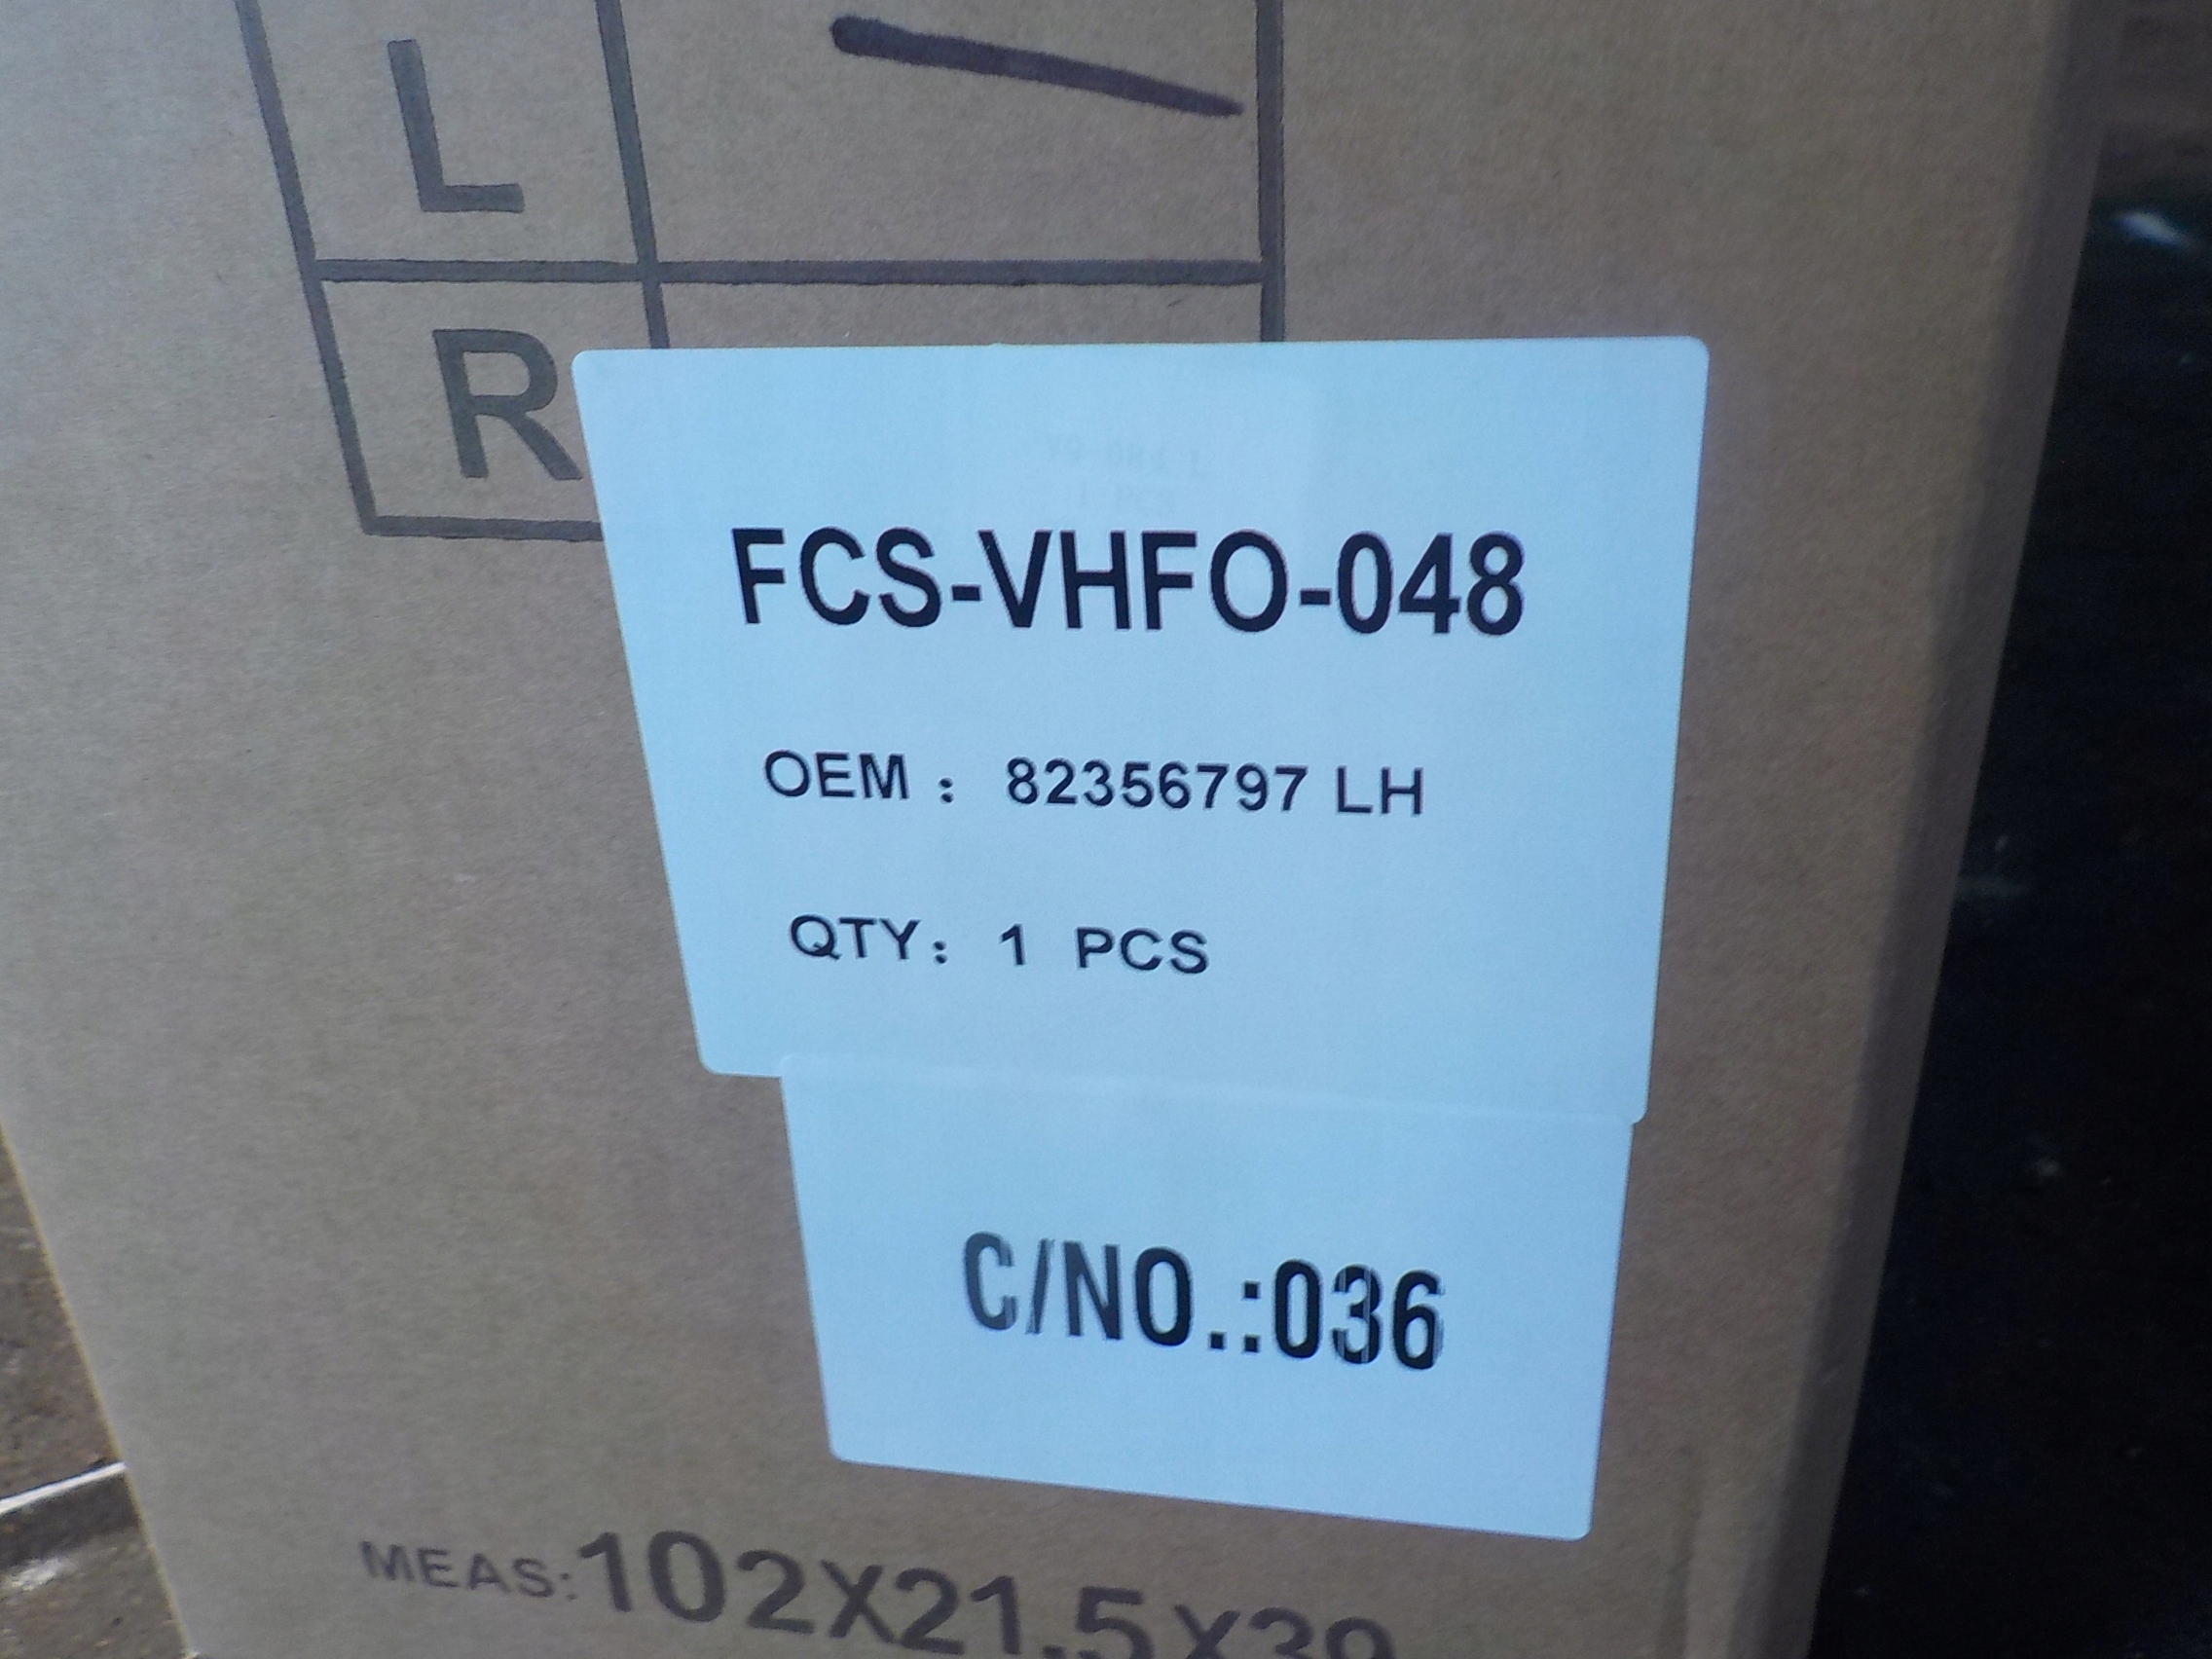 L
R
FCS-VHFO-048
OEM : 82356797 LH
QTY: 1 PCS
C/NO.:036
MEAS:102X21.5X39